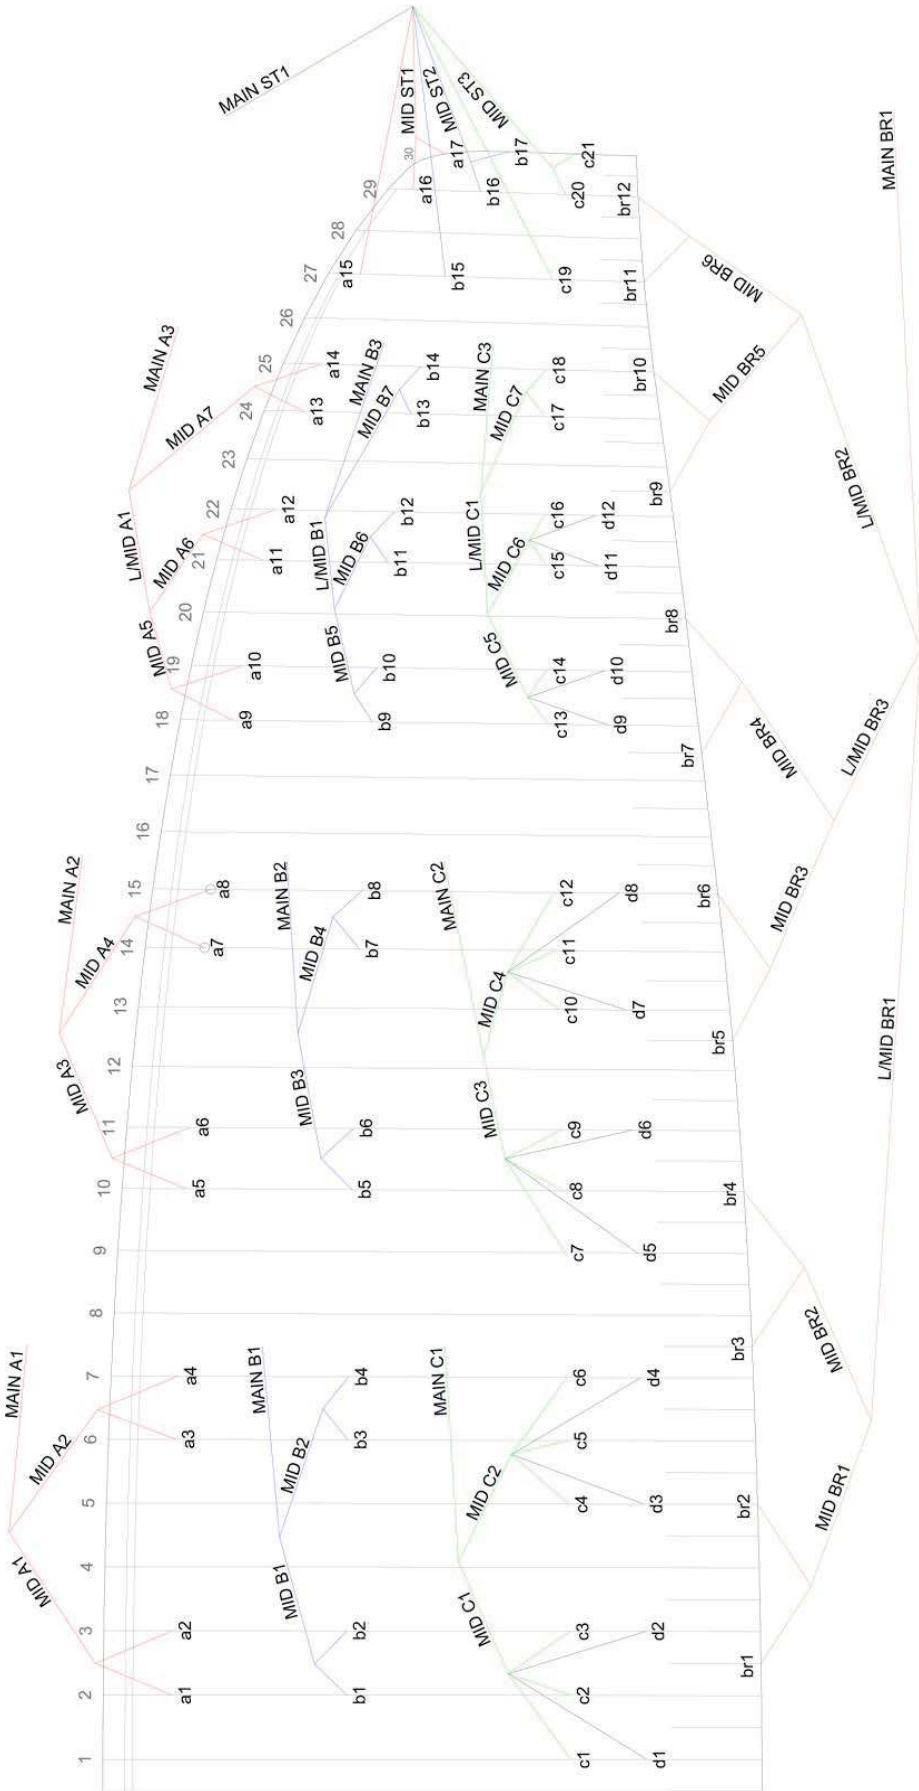 MAIN A1
MAIN A2
MAIN A3
MAIN ST1
MID A1
MID A2
MID A3
MID A4
MID A5
L/MID A1
MID A6
MID A7
1
2
3
4
5
6
7
8
9
10
11
12
13
14
15
16
17
18
19
20
21
22
23
24
25
26
27
28
29
30
MID ST1
MID ST2
MID ST3
a1
a2
a3
a4
a5
a6
a7
a8
a9
a10
a11
a12
a13
a14
a15
a16
a17
MAIN B1
MAIN B2
MAIN B3
MID B1
MID B2
MID B3
MID B4
MID B5
L/MID B1
MID B6
MID B7
b1
b2
b3
b4
b5
b6
b7
b8
b9
b10
b11
b12
b13
b14
b15
b16
b17
MAIN C1
MAIN C2
MAIN C3
MID C1
MID C2
MID C3
MID C4
MID C5
L/MID C1
MID C6
MID C7
c1
c2
c3
c4
c5
c6
c7
c8
c9
c10
c11
c12
c13
c14
c15
c16
c17
c18
c19
c20
c21
d1
d2
d3
d4
d5
d6
d7
d8
d9
d10
d11
d12
br1
br2
br3
br4
br5
br6
br7
br8
br9
br10
br11
br12
MID BR1
MID BR2
MID BR3
MID BR4
MID BR5
MID BR6
L/MID BR1
L/MID BR3
L/MID BR2
MAIN BR1